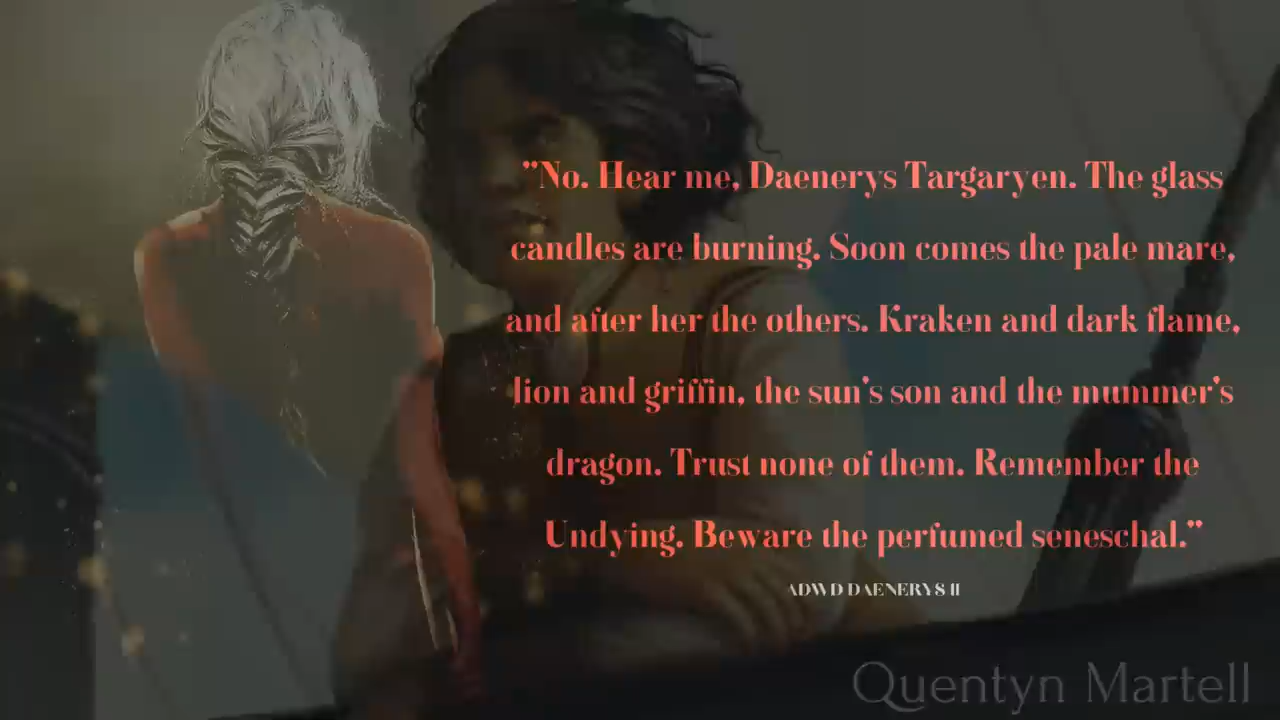 ”No. Hear me, Daenerys Targaryen. The glass
candles are burning. Soon comes the pale mare,
and after her the others. Kraken and dark flame,
lion and griffin, the sun's son and the mummer's
dragon. Trust none of them. Remember the
Undying. Beware the perfumed seneschal.”
ADWD DAENERYS II
Quentyn Martell